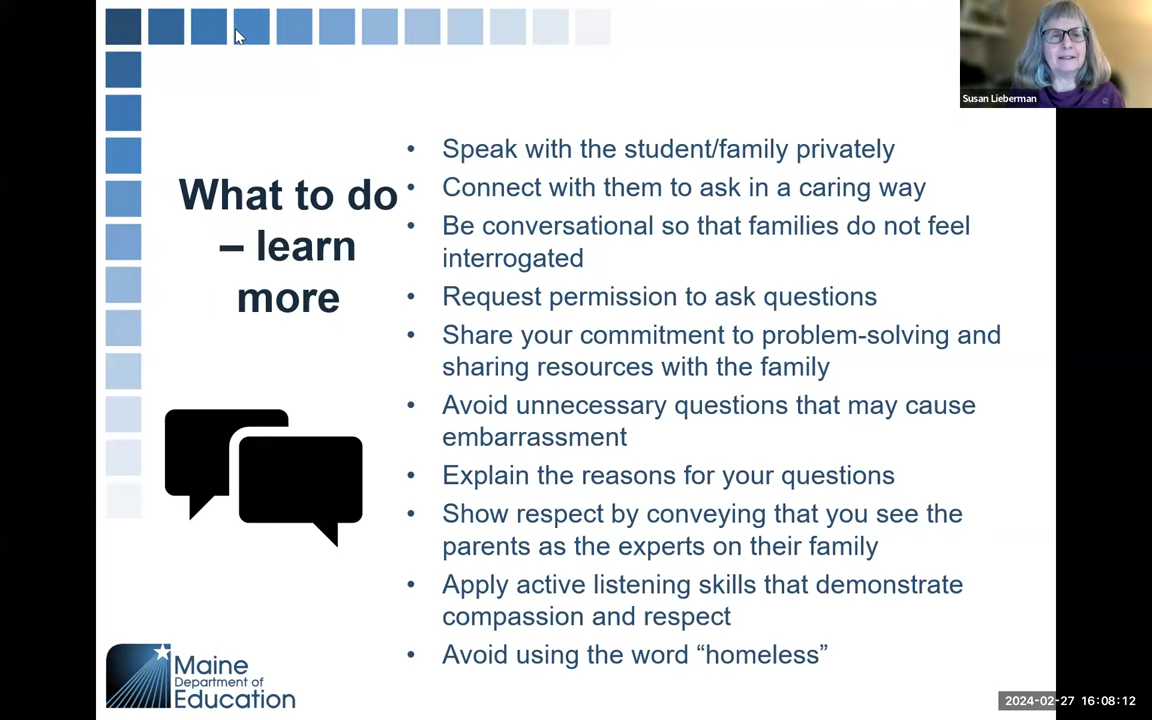 Susan Lieberman
What to do
– learn
more
• Speak with the student/family privately
• Connect with them to ask in a caring way
• Be conversational so that families do not feel
interrogated
• Request permission to ask questions
• Share your commitment to problem-solving and
sharing resources with the family
• Avoid unnecessary questions that may cause
embarrassment
• Explain the reasons for your questions
• Show respect by conveying that you see the
parents as the experts on their family
• Apply active listening skills that demonstrate
compassion and respect
• Avoid using the word “homeless”
Maine
Department of
Education
2024-02-27 16:08:12